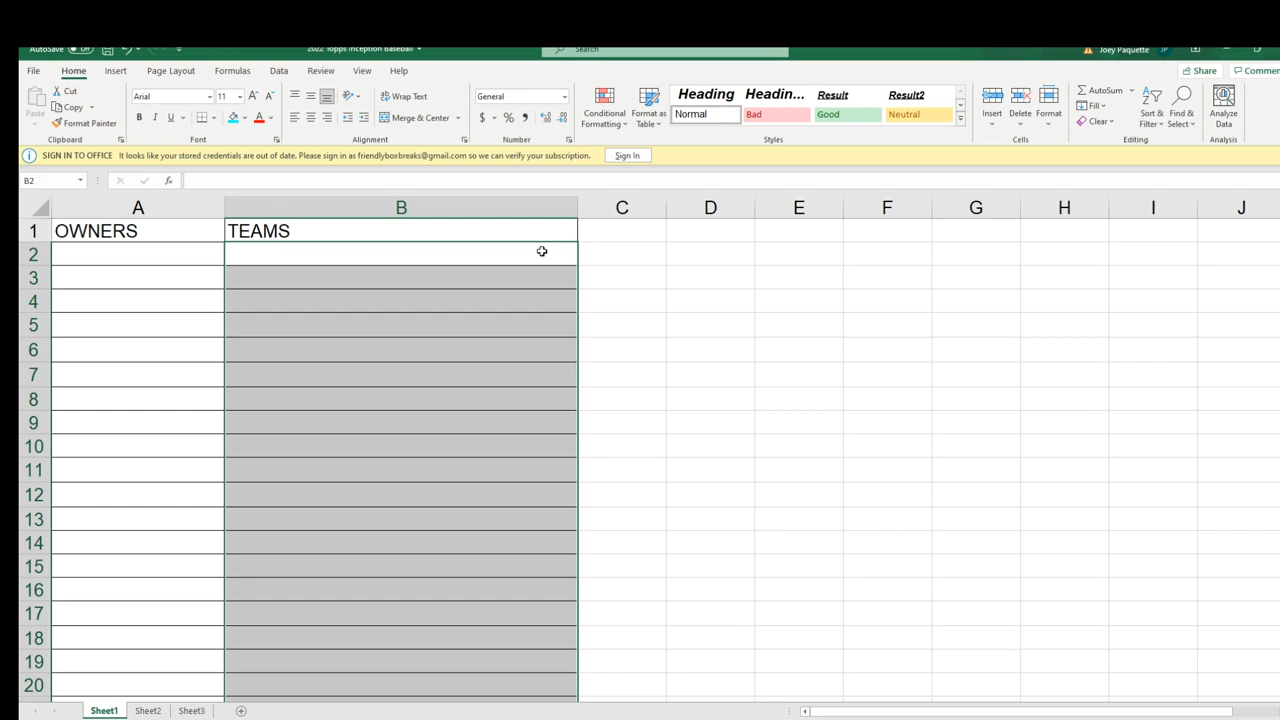 AutoSave Off 2022 Topps Inception Baseball Search Joey Paquette JP
File Home Insert Page Layout Formulas Data Review View Help Share Commen
Paste Cut Copy Format Painter Clipboard
Arial 11 A A B I U A Font
Wrap Text Merge & Center Alignment
General $ % Number
Conditional Formatting Format as Table
Heading Headin... Result Result2
Normal Bad Good Neutral
Styles
Insert Delete Format Cells
AutoSum Fill Clear Sort & Filter Find & Select Editing
Analyze Data Analysis
SIGN IN TO OFFICE It looks like your stored credentials are out of date. Please sign in as friendlyboxbreaks@gmail.com so we can verify your subscription. Sign In
B2 fx
A B C D E F G H I J
1 OWNERS TEAMS
2
3
4
5
6
7
8
9
10
11
12
13
14
15
16
17
18
19
20
Sheet1 Sheet2 Sheet3